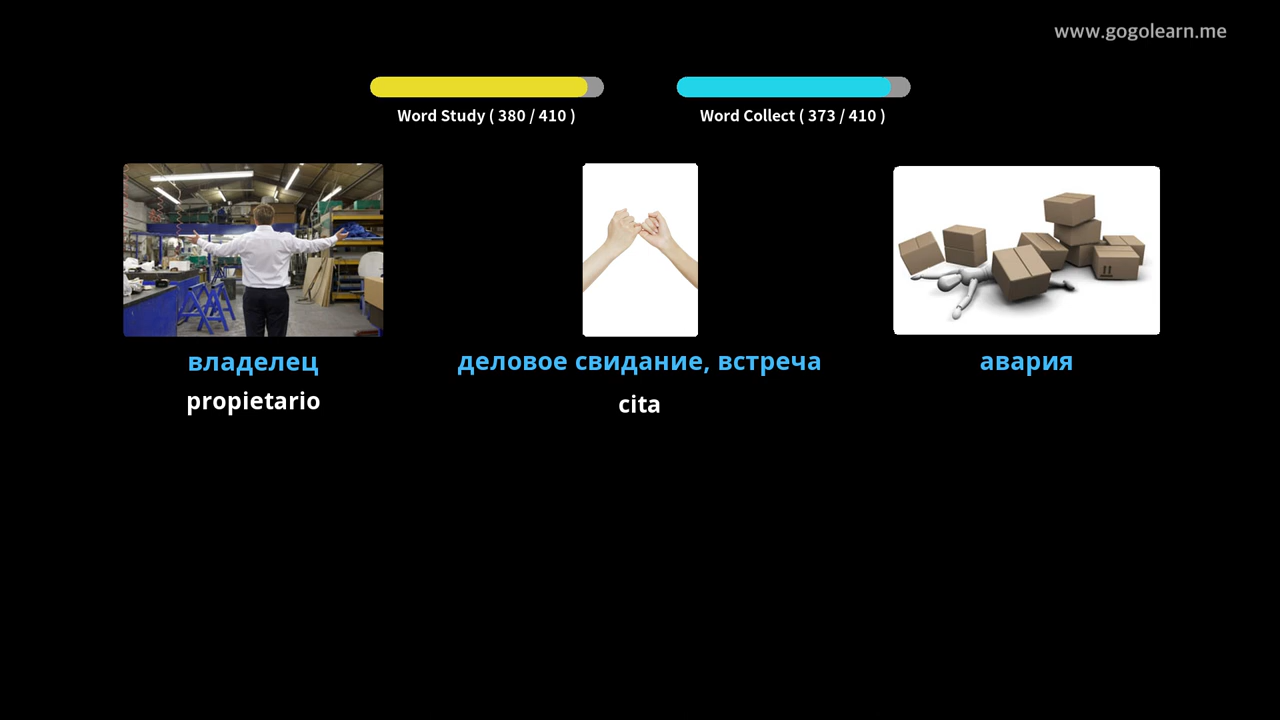 www.gogolearn.me
Word Study ( 380 / 410 )
Word Collect ( 373 / 410 )
владелец
деловое свидание, встреча
авария
propietario
cita